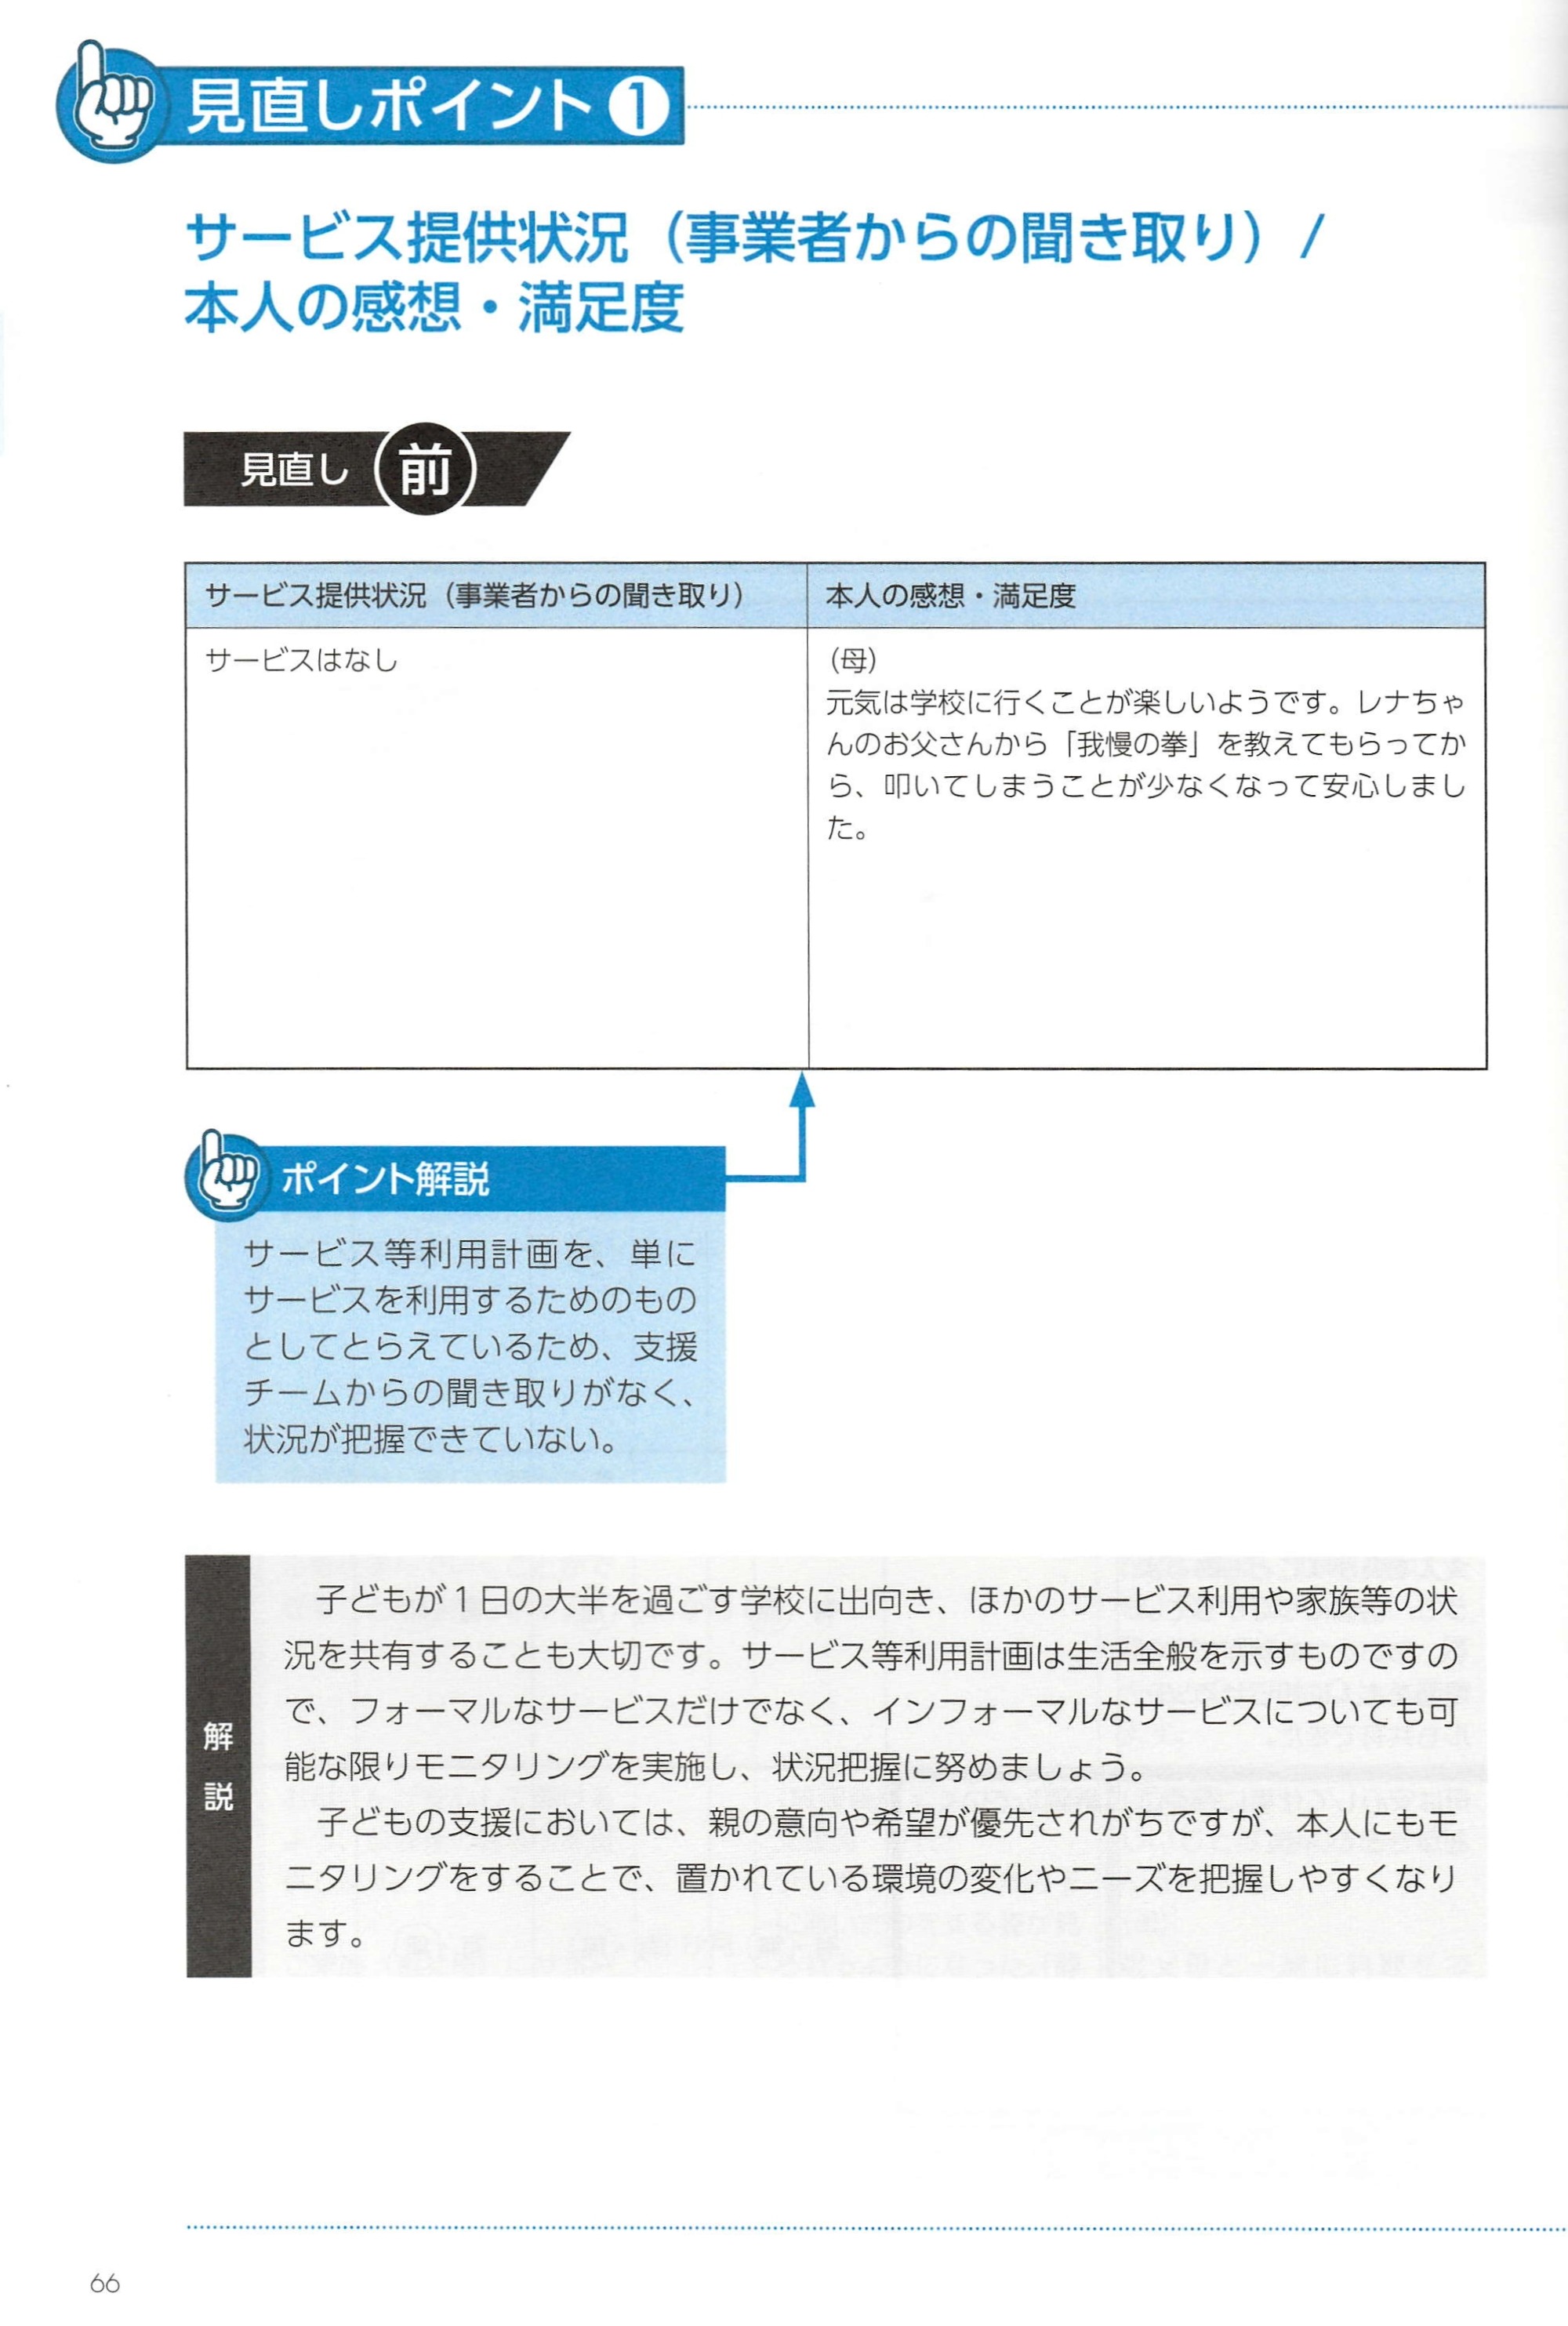 見直しポイント❶
サービス提供状況（事業者からの聞き取り）/
本人の感想・満足度
見直し 前
サービス提供状況（事業者からの聞き取り）
本人の感想・満足度
サービスはなし
（母）
元気は学校に行くことが楽しいようです。レナちゃ
んのお父さんから「我慢の拳」を教えてもらってか
ら、叩いてしまうことが少なくなって安心しまし
た。
ポイント解説
サービス等利用計画を、単に
サービスを利用するためのもの
としてとらえているため、支援
チームからの聞き取りがなく、
状況が把握できていない。
解説
子どもが1日の大半を過ごす学校に出向き、ほかのサービス利用や家族等の状
況を共有することも大切です。サービス等利用計画は生活全般を示すものですの
で、フォーマルなサービスだけでなく、インフォーマルなサービスについても可
能な限りモニタリングを実施し、状況把握に努めましょう。
子どもの支援においては、親の意向や希望が優先されがちですが、本人にもモ
ニタリングをすることで、置かれている環境の変化やニーズを把握しやすくなり
ます。
66